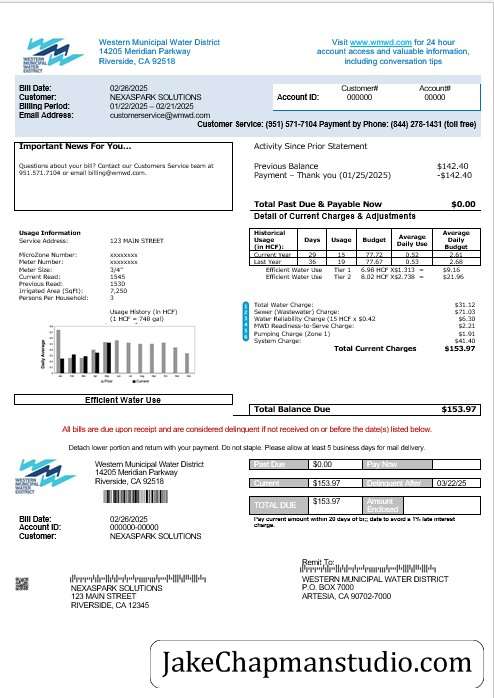 WESTERN
MUNICIPAL
WATER
DISTRICT
Western Municipal Water District
14205 Meridian Parkway
Riverside, CA 92518
Visit www.wmwd.com for 24 hour
account access and valuable information,
including conversation tips
Bill Date: 02/26/2025
Customer: NEXASPARK SOLUTIONS
Billing Period: 01/22/2025 – 02/21/2025
Email Address: customerservice@wmwd.com
Customer# Account#
Account ID: 000000 00000
Customer Service: (951) 571-7104 Payment by Phone: (844) 278-1431 (toll free)
Important News For You…
Questions about your bill? Contact our Customers Service team at
951.571.7104 or email billing@wmwd.com.
Activity Since Prior Statement
Previous Balance $142.40
Payment – Thank you (01/25/2025) -$142.40
Total Past Due & Payable Now $0.00
Detail of Current Charges & Adjustments
Usage Information
Service Address: 123 MAIN STREET
MicroZone Number: xxxxxxxx
Meter Number: xxxxxxxx
Meter Size: 3/4"
Current Read: 1545
Previous Read: 1530
Irrigated Area (SqFt): 7,250
Persons Per Household: 3
Historical Usage (in HCF): Days Usage Budget Average Daily Use Average Daily Budget
Current Year 29 15 77.72 0.52 2.61
Last Year 36 19 77.67 0.53 2.68
Efficient Water Use Tier 1 6.98 HCF X$1.313 = $9.16
Efficient Water Use Tier 2 8.02 HCF X$2.738 = $21.96
Usage History (in HCF)
(1 HCF = 748 gal)
Daily Average
Prior Current
1 Total Water Charge: $31.12
2 Sewer (Wastewater) Charge: $71.03
3 Water Reliability Charge (15 HCF x $0.42 $6.30
4 MWD Readiness-to-Serve Charge: $2.21
5 Pumping Charge (Zone 1) $1.91
6 System Charge: $41.40
Total Current Charges $153.97
Efficient Water Use
Total Balance Due $153.97
All bills are due upon receipt and are considered delinquent if not received on or before the date(s) listed below.
Detach lower portion and return with your payment. Do not staple. Please allow at least 5 business days for mail delivery.
WESTERN
MUNICIPAL
WATER
DISTRICT
Western Municipal Water District
14205 Meridian Parkway
Riverside, CA 92518
Past Due $0.00 Pay Now
Current $153.97 Delinquent After 03/22/25
TOTAL DUE $153.97 Amount Enclosed
Pay current amount within 20 days of bill date to avoid a 1% late interest
charge.
Bill Date: 02/26/2025
Account ID: 000000-00000
Customer: NEXASPARK SOLUTIONS
NEXASPARK SOLUTIONS
123 MAIN STREET
RIVERSIDE, CA 12345
Remit To:
WESTERN MUNICIPAL WATER DISTRICT
P.O. BOX 7000
ARTESIA, CA 90702-7000
JakeChapmanstudio.com